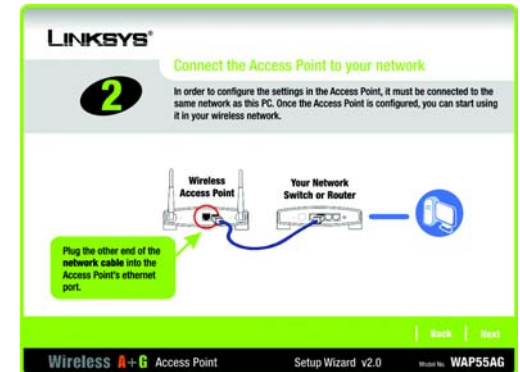 LINKSYS®
Connect the Access Point to your network
2
In order to configure the settings in the Access Point, it must be connected to the
same network as this PC. Once the Access Point is configured, you can start using
it in your wireless network.
Wireless
Access Point
Your Network
Switch or Router
Plug the other end of the
network cable into the
Access Point's ethernet
port.
Back | Next
Wireless A+G Access Point Setup Wizard v2.0 Model No. WAP55AG